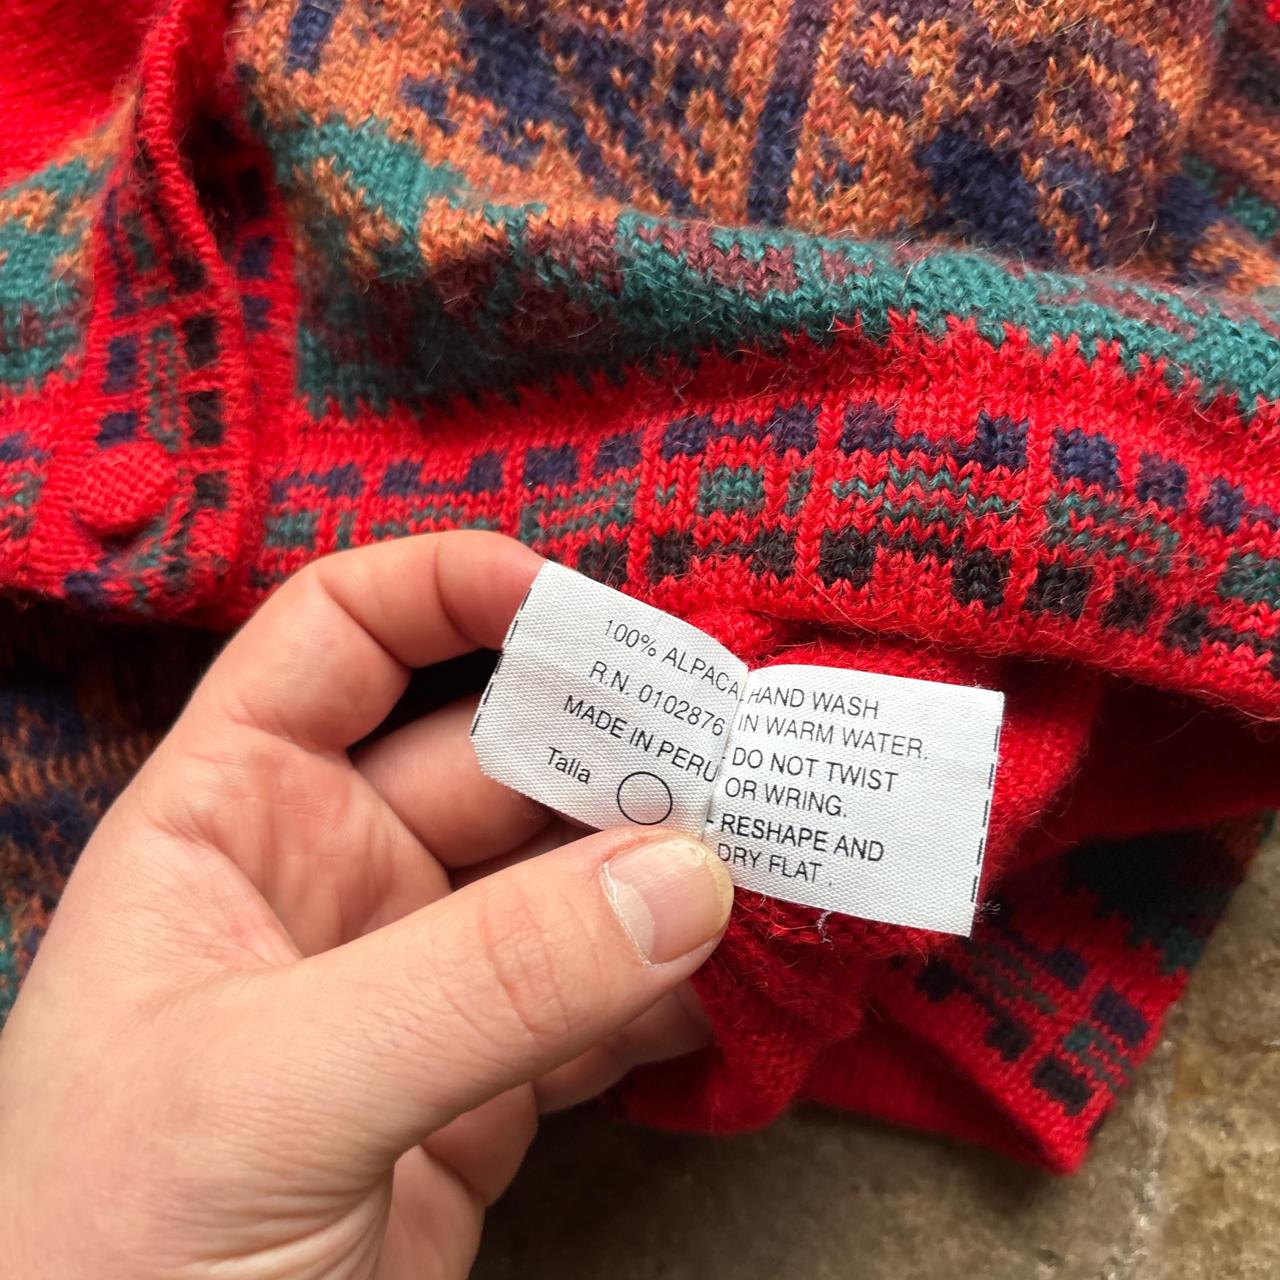 100% ALPACA
R.N. 0102876
MADE IN PERU
Talla
HAND WASH
IN WARM WATER.
DO NOT TWIST
OR WRING.
- RESHAPE AND
DRY FLAT .